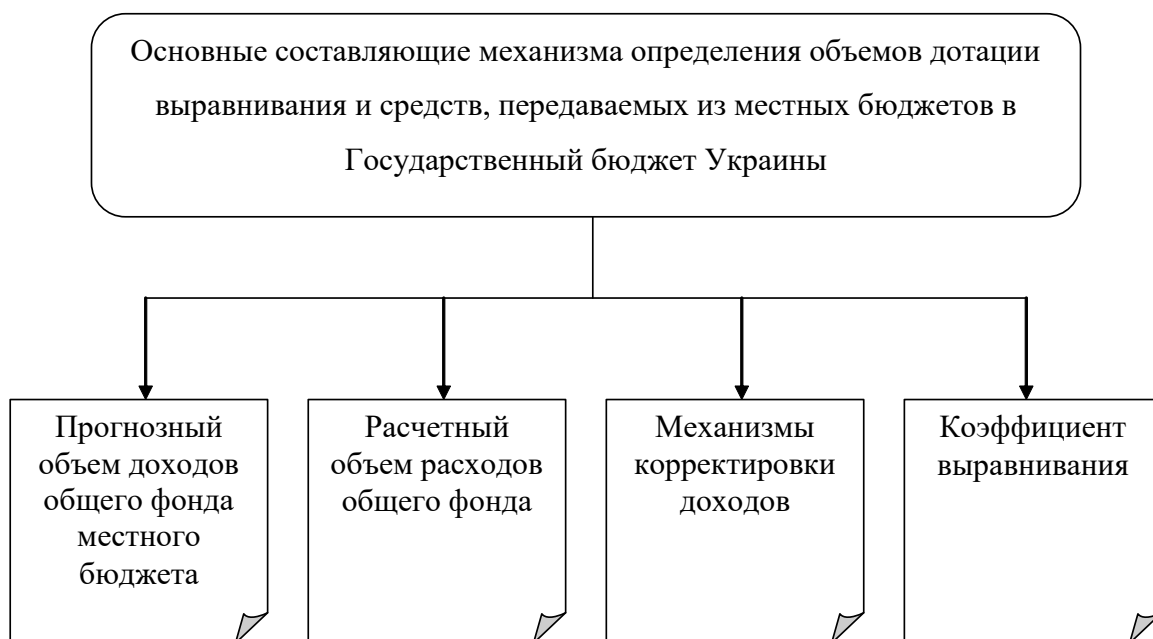 Основные составляющие механизма определения объемов дотации
выравнивания и средств, передаваемых из местных бюджетов в
Государственный бюджет Украины
Прогнозный
объем доходов
общего фонда
местного
бюджета
Расчетный
объем расходов
общего фонда
Механизмы
корректировки
доходов
Коэффициент
выравнивания